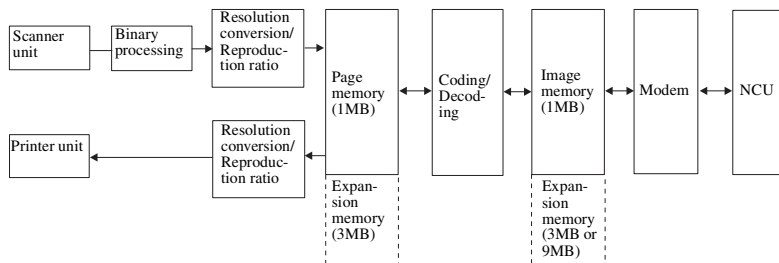 Scanner
unit
Binary
processing
Resolution
conversion/
Reproduc-
tion ratio
Page
memory
(1MB)
Coding/
Decod-
ing
Image
memory
(1MB)
Modem
NCU
Printer unit
Resolution
conversion/
Reproduc-
tion ratio
Expan-
sion
memory
(3MB)
Expan-
sion
memory
(3MB or
9MB)